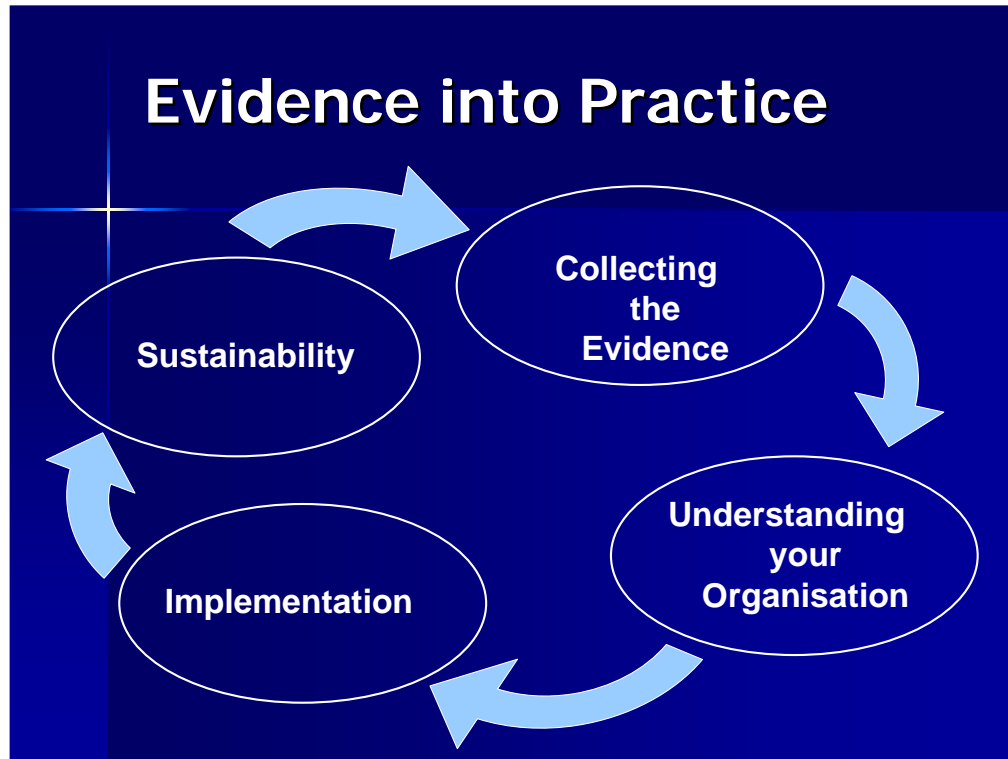 Evidence into Practice
Collecting
the
Evidence
Sustainability
Understanding
your
Organisation
Implementation